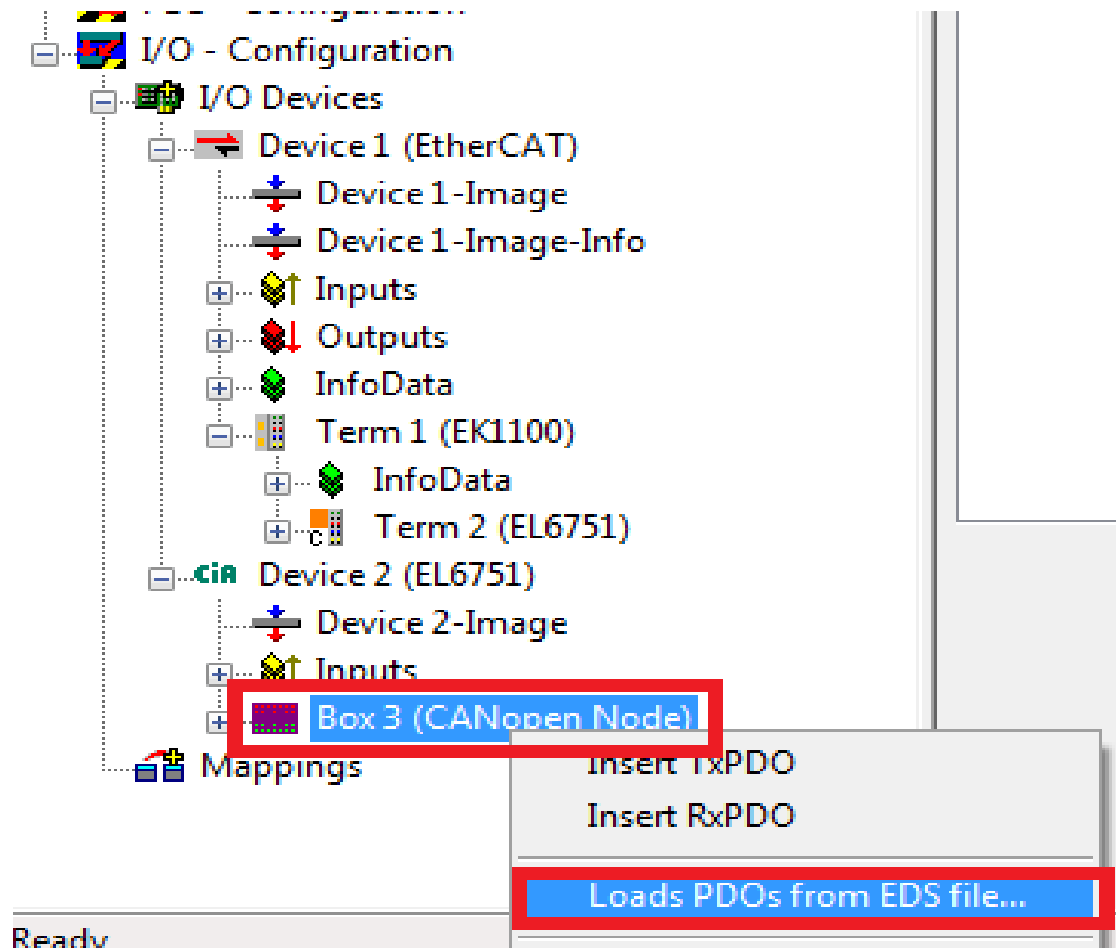 I/O - Configuration
I/O Devices
Device 1 (EtherCAT)
Device 1-Image
Device 1-Image-Info
Inputs
Outputs
InfoData
Term 1 (EK1100)
InfoData
Term 2 (EL6751)
CiA Device 2 (EL6751)
Device 2-Image
Inputs
Box 3 (CANopen Node)
Mappings
Insert TxPDO
Insert RxPDO
Loads PDOs from EDS file...
Ready